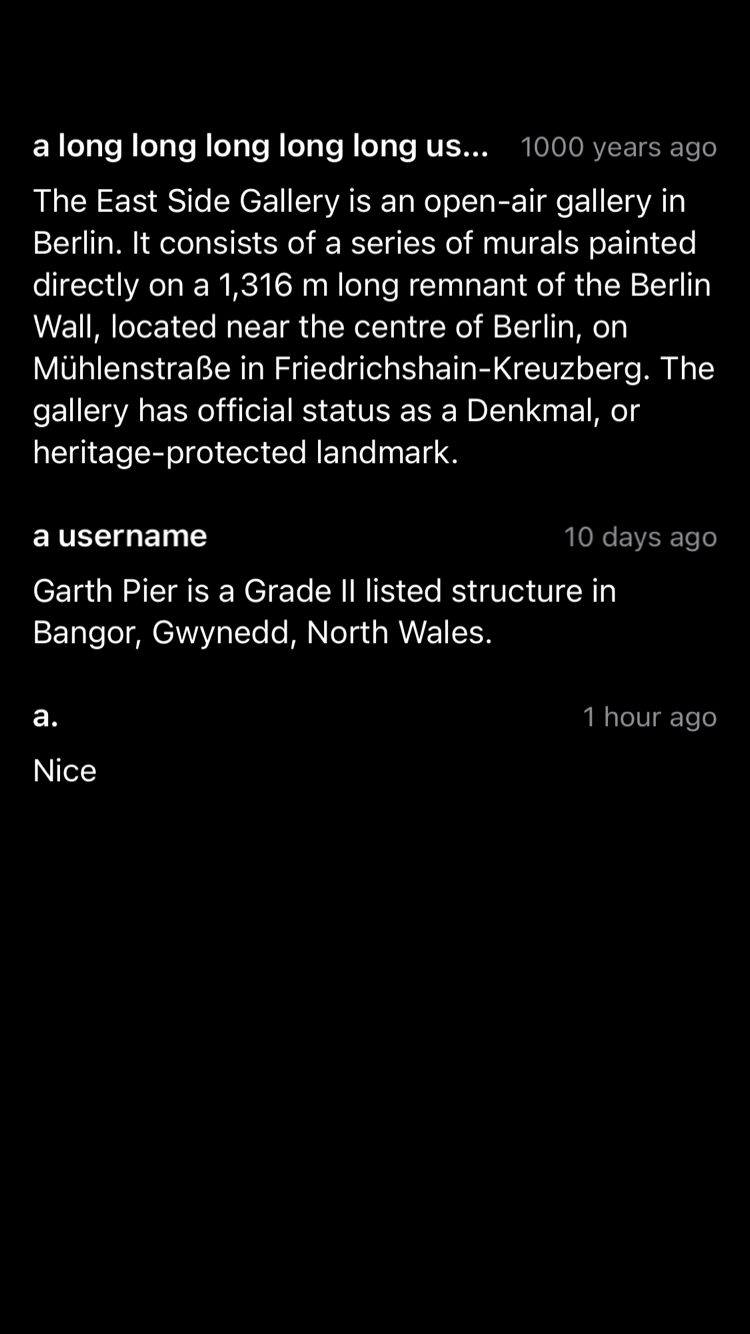 a long long long long long us... 1000 years ago
The East Side Gallery is an open-air gallery in
Berlin. It consists of a series of murals painted
directly on a 1,316 m long remnant of the Berlin
Wall, located near the centre of Berlin, on
Mühlenstraße in Friedrichshain-Kreuzberg. The
gallery has official status as a Denkmal, or
heritage-protected landmark.
a username 10 days ago
Garth Pier is a Grade II listed structure in
Bangor, Gwynedd, North Wales.
a. 1 hour ago
Nice